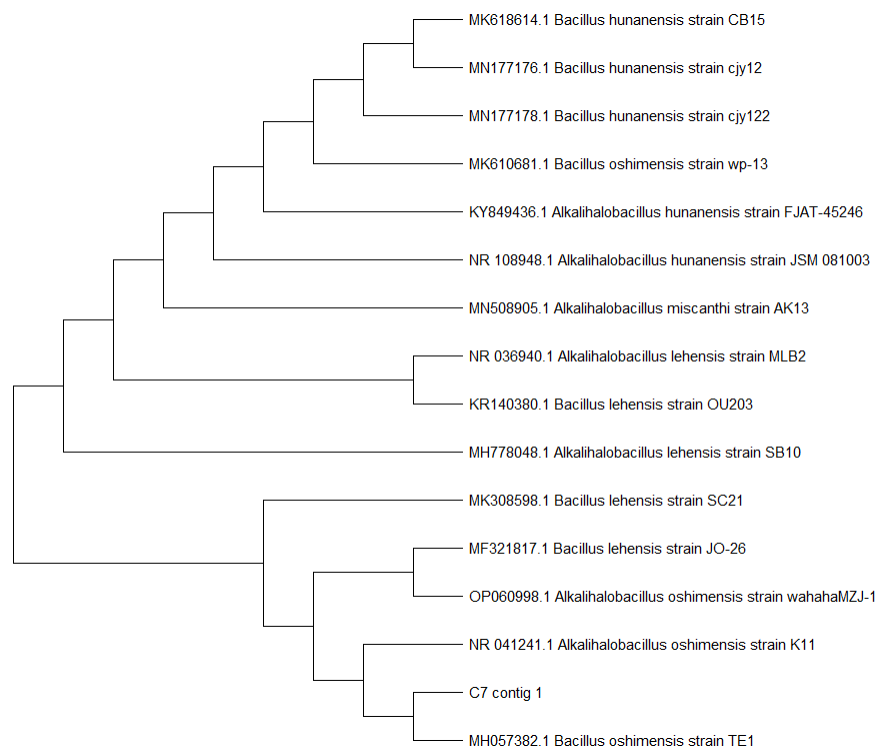 MK618614.1 Bacillus hunanensis strain CB15
MN177176.1 Bacillus hunanensis strain cjy12
MN177178.1 Bacillus hunanensis strain cjy122
MK610681.1 Bacillus oshimensis strain wp-13
KY849436.1 Alkalihalobacillus hunanensis strain FJAT-45246
NR 108948.1 Alkalihalobacillus hunanensis strain JSM 081003
MN508905.1 Alkalihalobacillus miscanthi strain AK13
NR 036940.1 Alkalihalobacillus lehensis strain MLB2
KR140380.1 Bacillus lehensis strain OU203
MH778048.1 Alkalihalobacillus lehensis strain SB10
MK308598.1 Bacillus lehensis strain SC21
MF321817.1 Bacillus lehensis strain JO-26
OP060998.1 Alkalihalobacillus oshimensis strain wahahaMZJ-1
NR 041241.1 Alkalihalobacillus oshimensis strain K11
C7 contig 1
MH057382.1 Bacillus oshimensis strain TE1